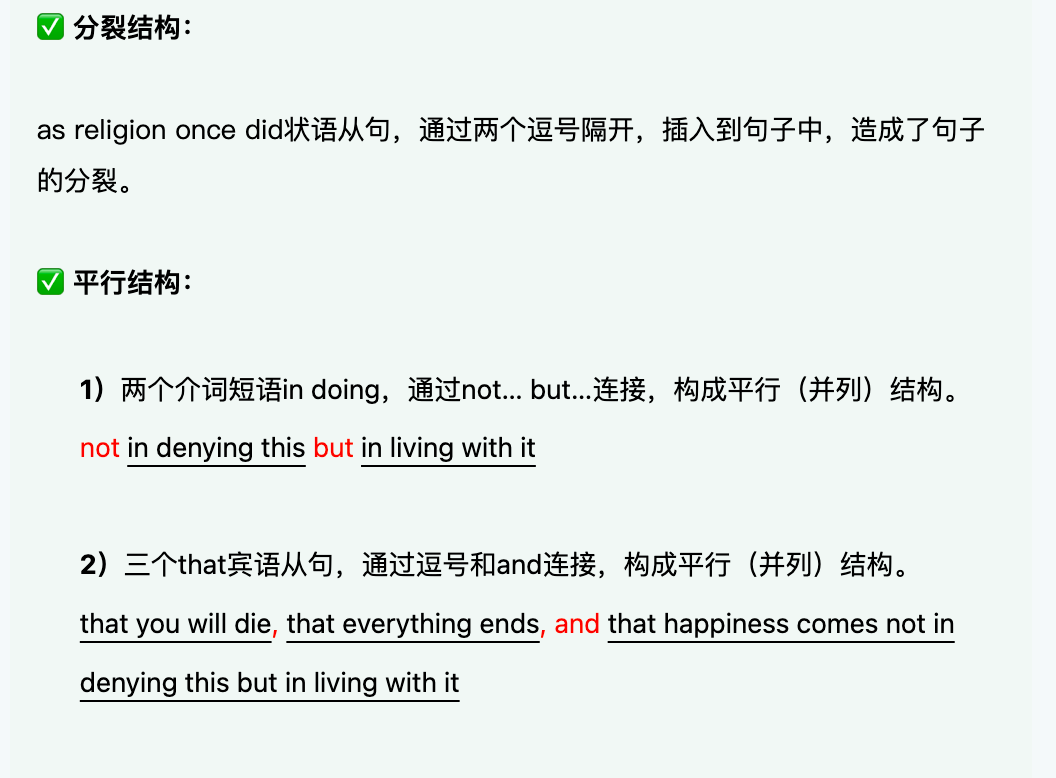 ✅ 分裂结构：
as religion once did状语从句，通过两个逗号隔开，插入到句子中，造成了句子
的分裂。
✅ 平行结构：
1）两个介词短语in doing，通过not... but...连接，构成平行（并列）结构。
not in denying this but in living with it
2）三个that宾语从句，通过逗号和and连接，构成平行（并列）结构。
that you will die, that everything ends, and that happiness comes not in
denying this but in living with it